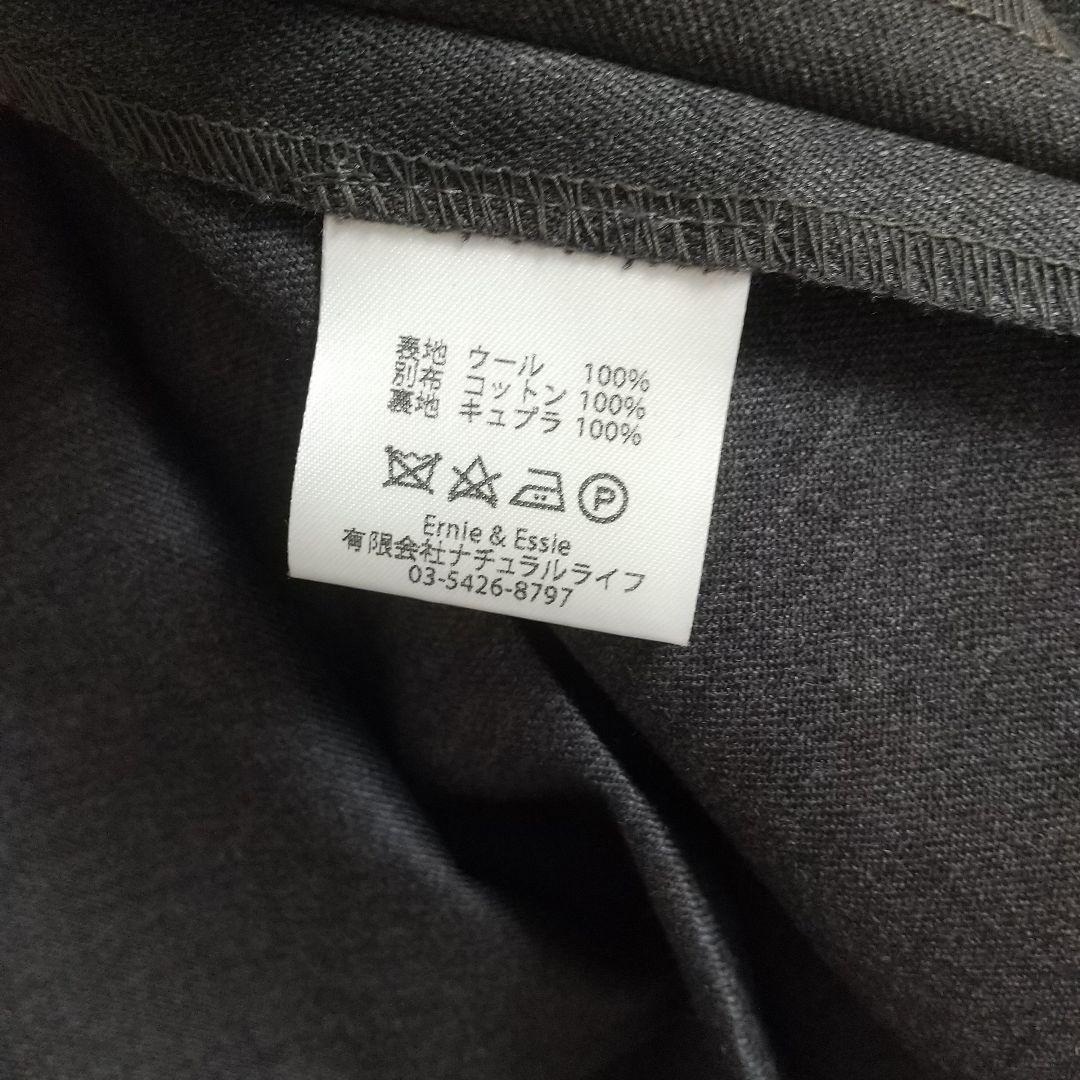 表地 ウール 100%
別布 コットン 100%
裏地 キュプラ 100%
P
Ernie & Essie
有限会社ナチュラルライフ
03-5426-8797